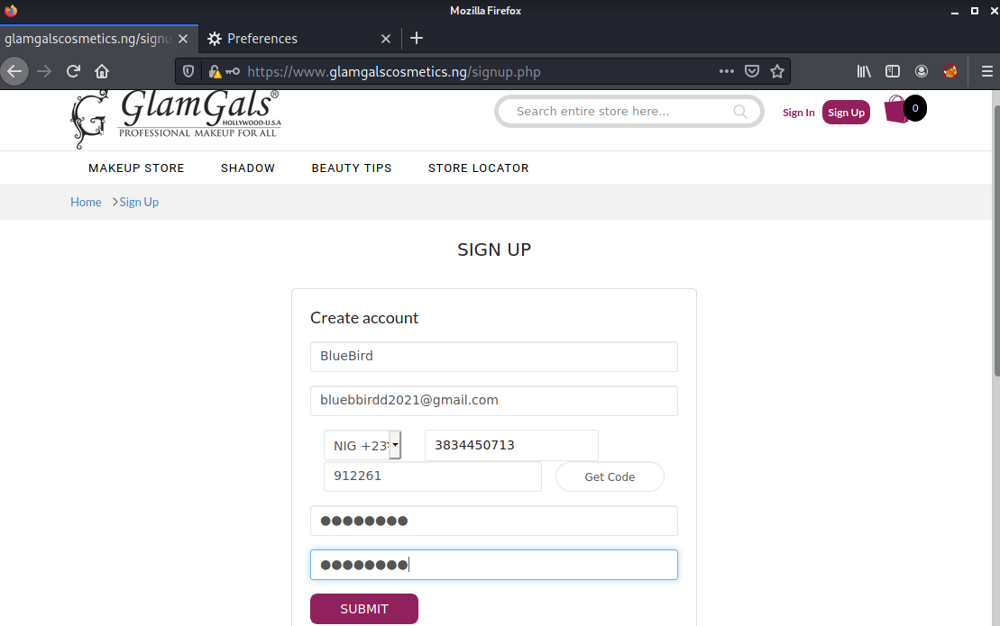 Mozilla Firefox
glamgalscosmetics.ng/signu
Preferences
https://www.glamgalscosmetics.ng/signup.php
GlamGals®
HOLLYWOOD-U.S.A
PROFESSIONAL MAKEUP FOR ALL
Search entire store here...
Sign In
Sign Up
0
MAKEUP STORE SHADOW BEAUTY TIPS STORE LOCATOR
Home >Sign Up
SIGN UP
Create account
BlueBird
bluebbirdd2021@gmail.com
NIG +23 3834450713
912261 Get Code
●●●●●●●●
●●●●●●●●
SUBMIT